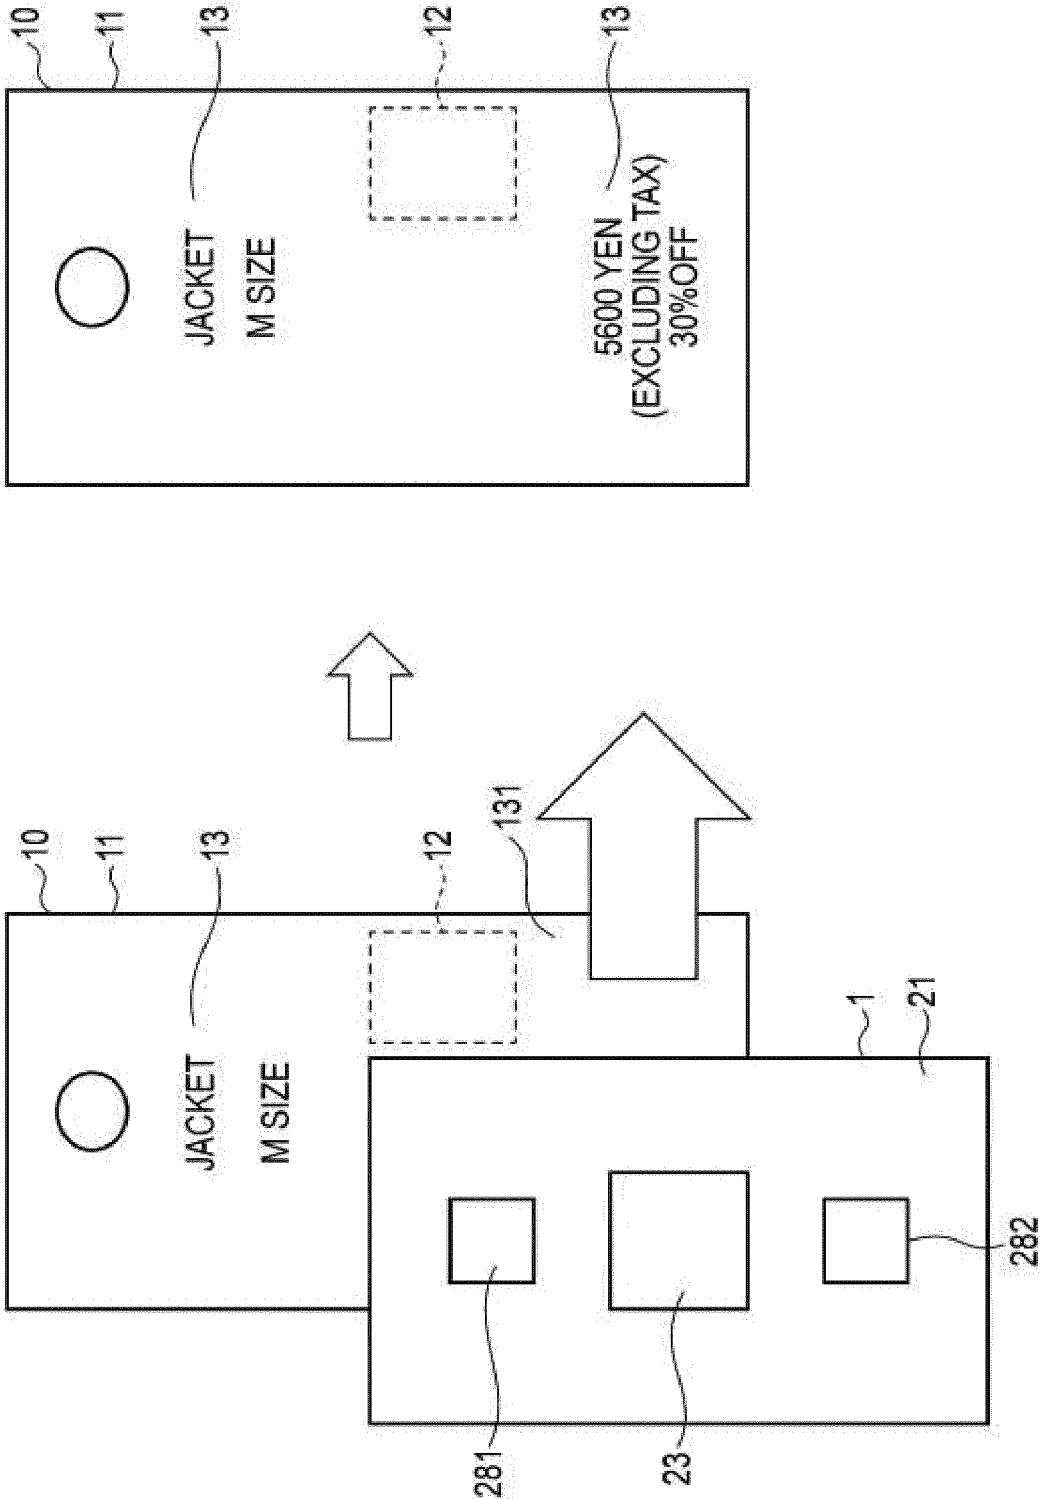 10
11
JACKET
13
M SIZE
12
131
281
23
1
21
282
10
11
JACKET
13
M SIZE
12
5600 YEN
13
(EXCLUDING TAX)
30%OFF